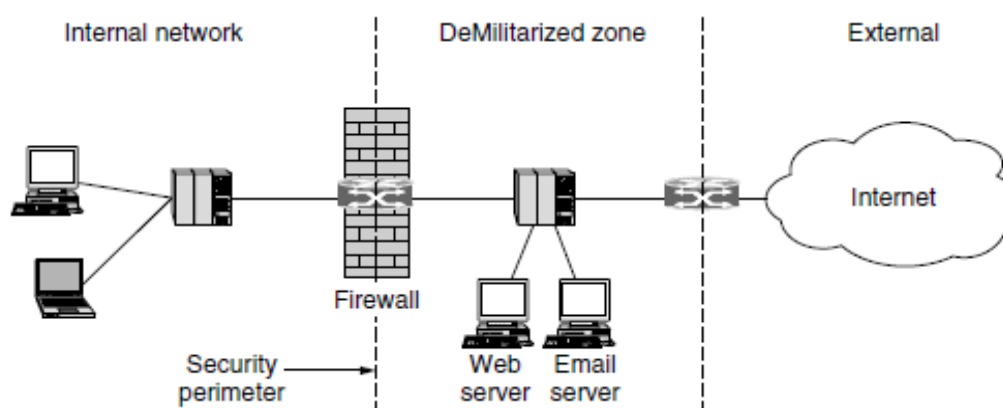 Internal network
DeMilitarized zone
External
Internet
Firewall
Security
perimeter
Web
server
Email
server